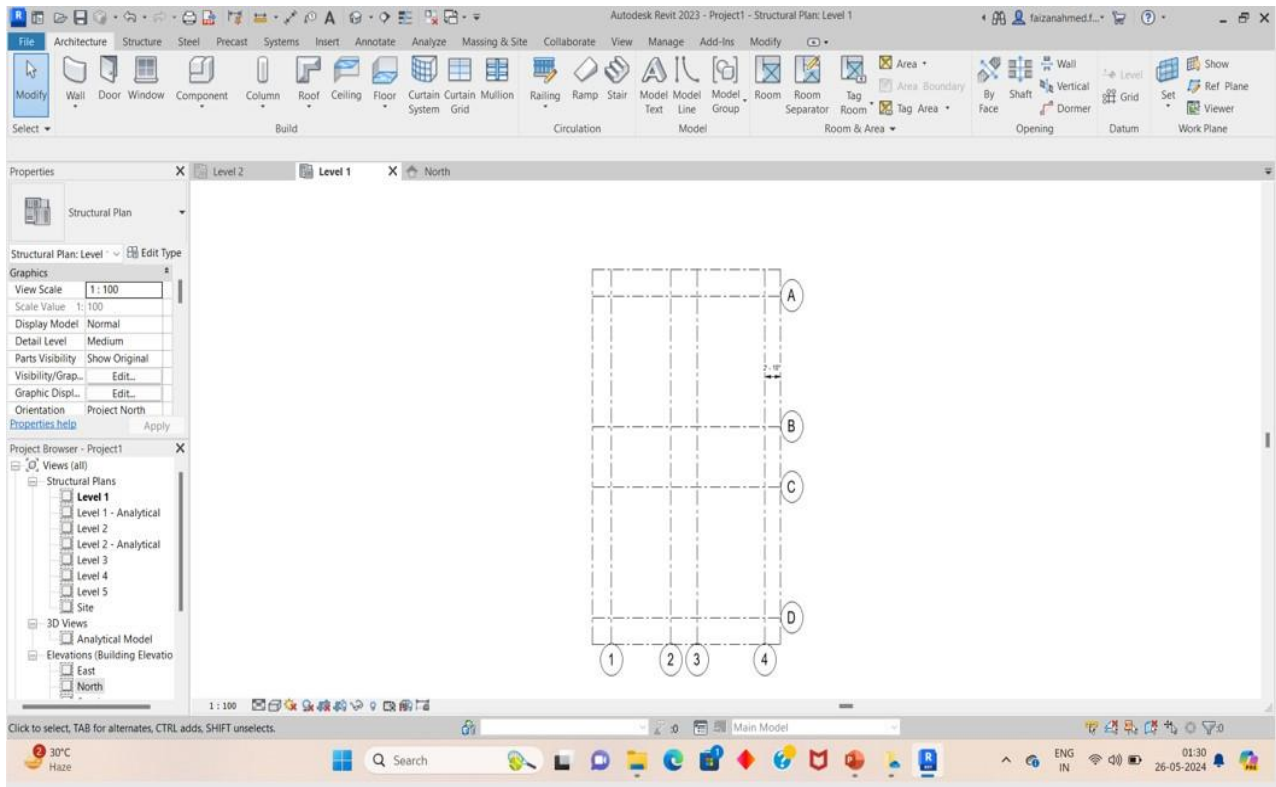 Autodesk Revit 2023 - Project1 - Structural Plan: Level 1
faizanahmed.f...
File Architecture Structure Steel Precast Systems Insert Annotate Analyze Massing & Site Collaborate View Manage Add-Ins Modify
Modify Wall Door Window Component Column Roof Ceiling Floor Curtain System Curtain Grid Mullion Railing Ramp Stair Model Text Model Line Model Group Room Room Separator Tag Room
Area
Area Boundary
Tag Area
By Face Shaft
Wall
Vertical
Dormer
Level
Grid
Set
Show
Ref Plane
Viewer
Select Build Circulation Model Room & Area Opening Datum Work Plane
Properties X
Level 2 Level 1 X North
Structural Plan
Structural Plan: Level Edit Type
Graphics
View Scale 1 : 100
Scale Value 1: 100
Display Model Normal
Detail Level Medium
Parts Visibility Show Original
Visibility/Grap... Edit...
Graphic Displ... Edit...
Orientation Project North
Properties help Apply
Project Browser - Project1 X
Views (all)
Structural Plans
Level 1
Level 1 - Analytical
Level 2
Level 2 - Analytical
Level 3
Level 4
Level 5
Site
3D Views
Analytical Model
Elevations (Building Elevatio
East
North
A
B
C
D
1 2 3 4
1 : 100
Click to select, TAB for alternates, CTRL adds, SHIFT unselects.
:0
Main Model
:0
2
30°C
Haze
Search
ENG
IN
01:30
26-05-2024